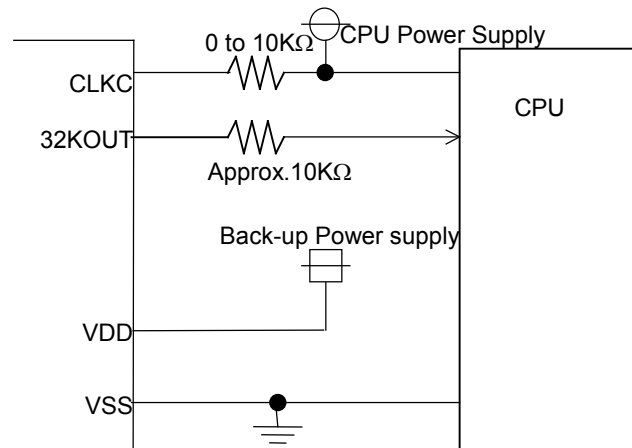 0 to 10KΩ
CPU Power Supply
CLKC
CPU
32KOUT
Approx.10KΩ
Back-up Power supply
VDD
VSS